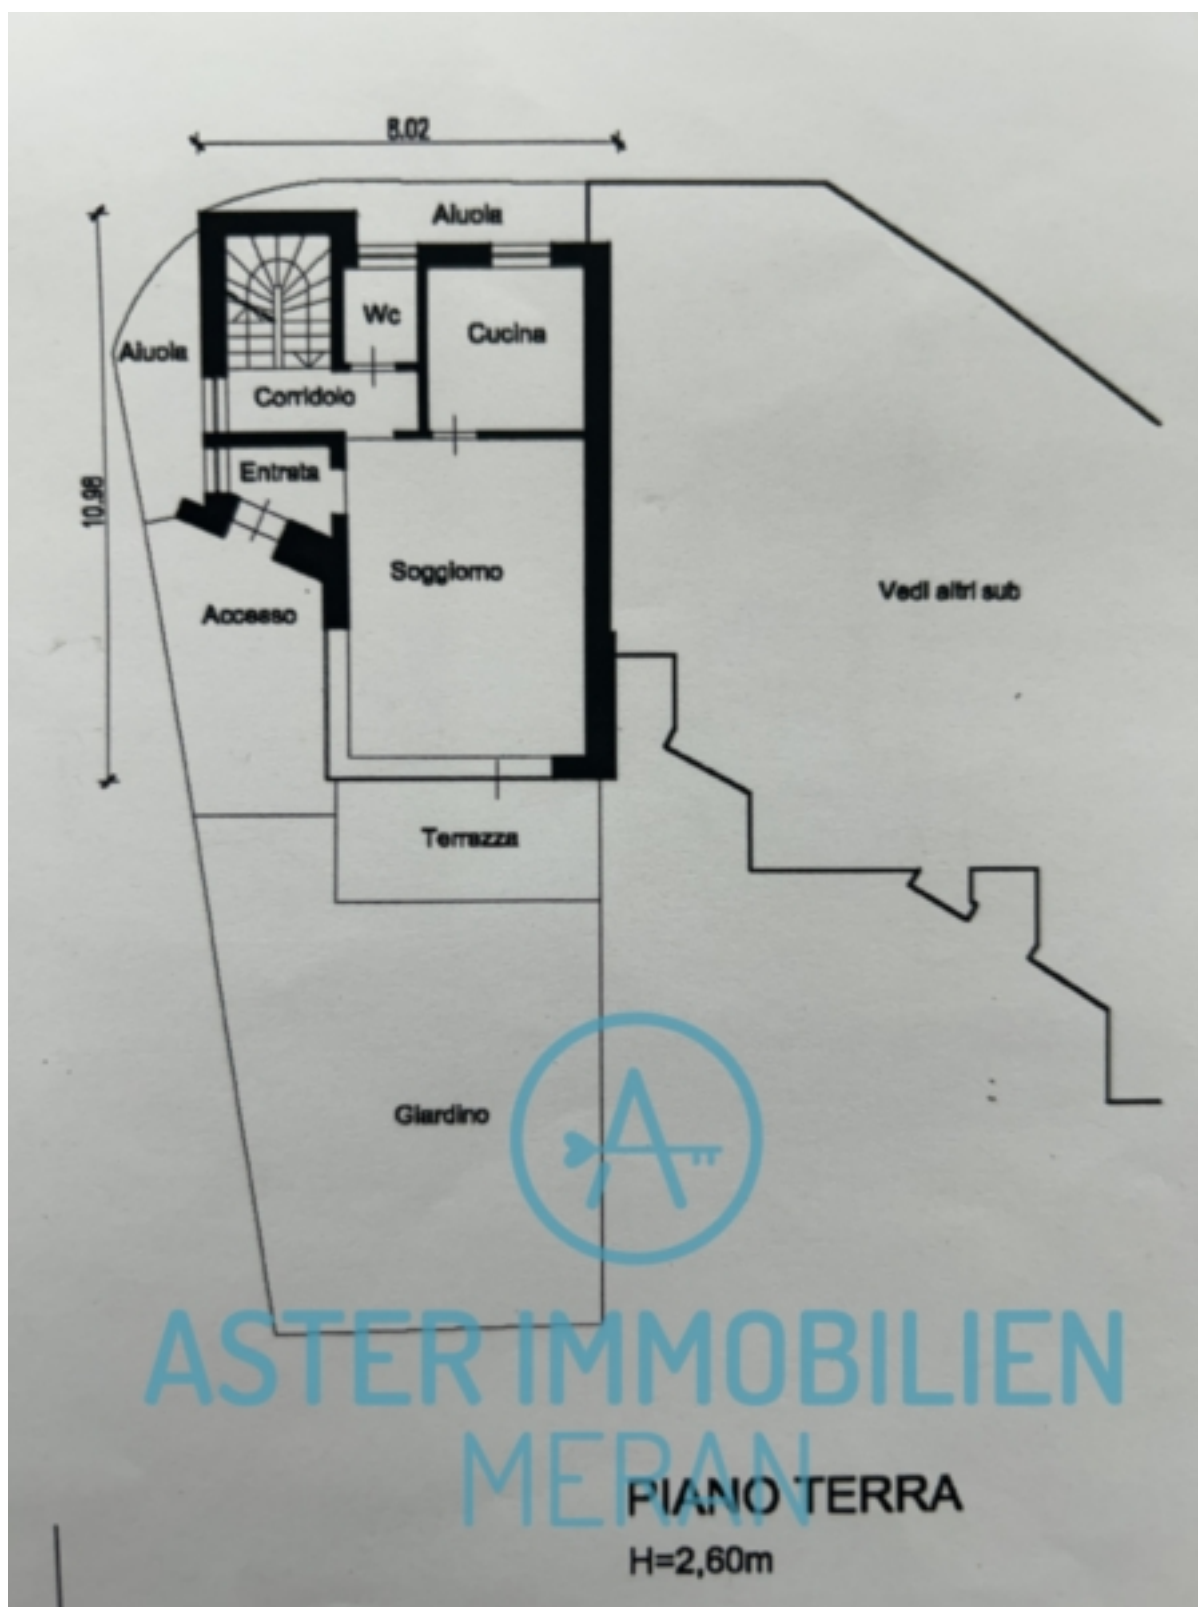 8.02
Aiuola
Wc
Cucina
Aiuola
Corridoio
Entrata
10.98
Soggiorno
Vedi altri sub
Accesso
Terrazza
Giardino
A
ASTER IMMOBILIEN
MERAN
PIANO TERRA
H=2,60m